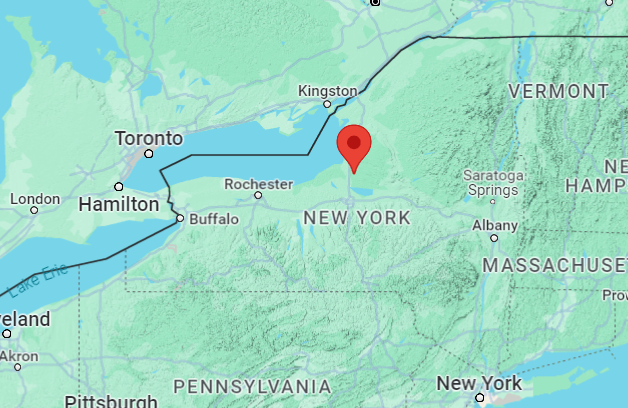 Kingston
VERMONT
Toronto
Saratoga
Springs
NE
HAMP
London
Hamilton
Rochester
Buffalo
NEW YORK
Albany
MASSACHUSET
Lake Erie
Prov
veland
Akron
PENNSYLVANIA
New York
Pittsburgh